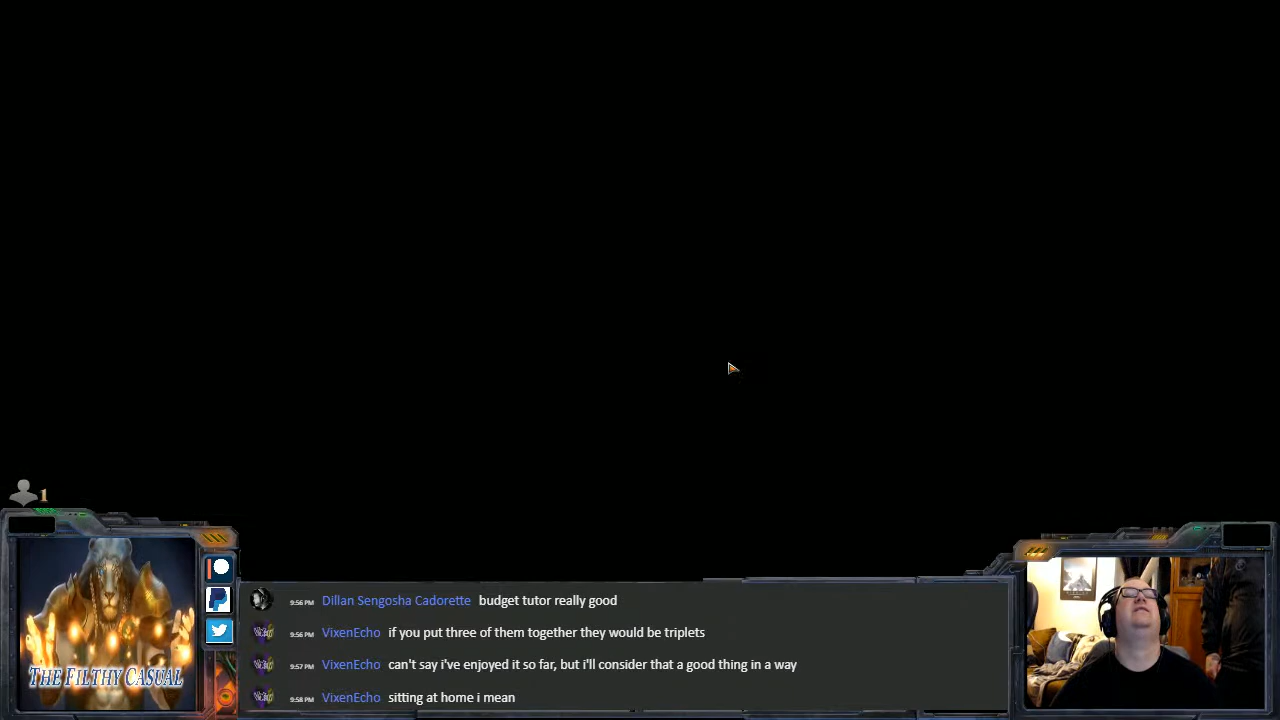 1
9:56 PM Dillan Sengosha Cadorette budget tutor really good
9:56 PM VixenEcho if you put three of them together they would be triplets
9:57 PM VixenEcho can't say i've enjoyed it so far, but i'll consider that a good thing in a way
9:58 PM VixenEcho sitting at home i mean
THE FILTHY CASUAL